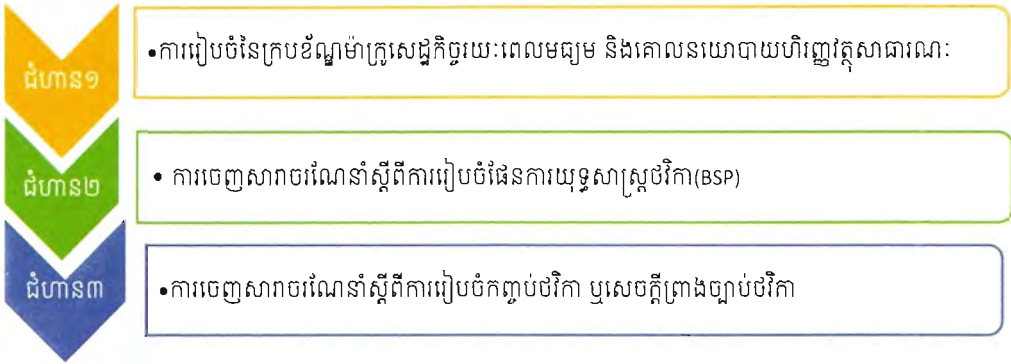 ជំហាន១
•ការរៀបចំនៃក្របខ័ណ្ឌម៉ាក្រូសេដ្ឋកិច្ចរយៈពេលមធ្យម និងគោលនយោបាយហិរញ្ញវត្ថុសាធារណៈ
ជំហាន២
• ការចេញសារាចរណែនាំស្តីពីការរៀបចំផែនការយុទ្ធសាស្ត្រថវិកា(BSP)
ជំហាន៣
•ការចេញសារាចរណែនាំស្តីពីការរៀបចំកញ្ចប់ថវិកា ឬសេចក្តីព្រាងច្បាប់ថវិកា